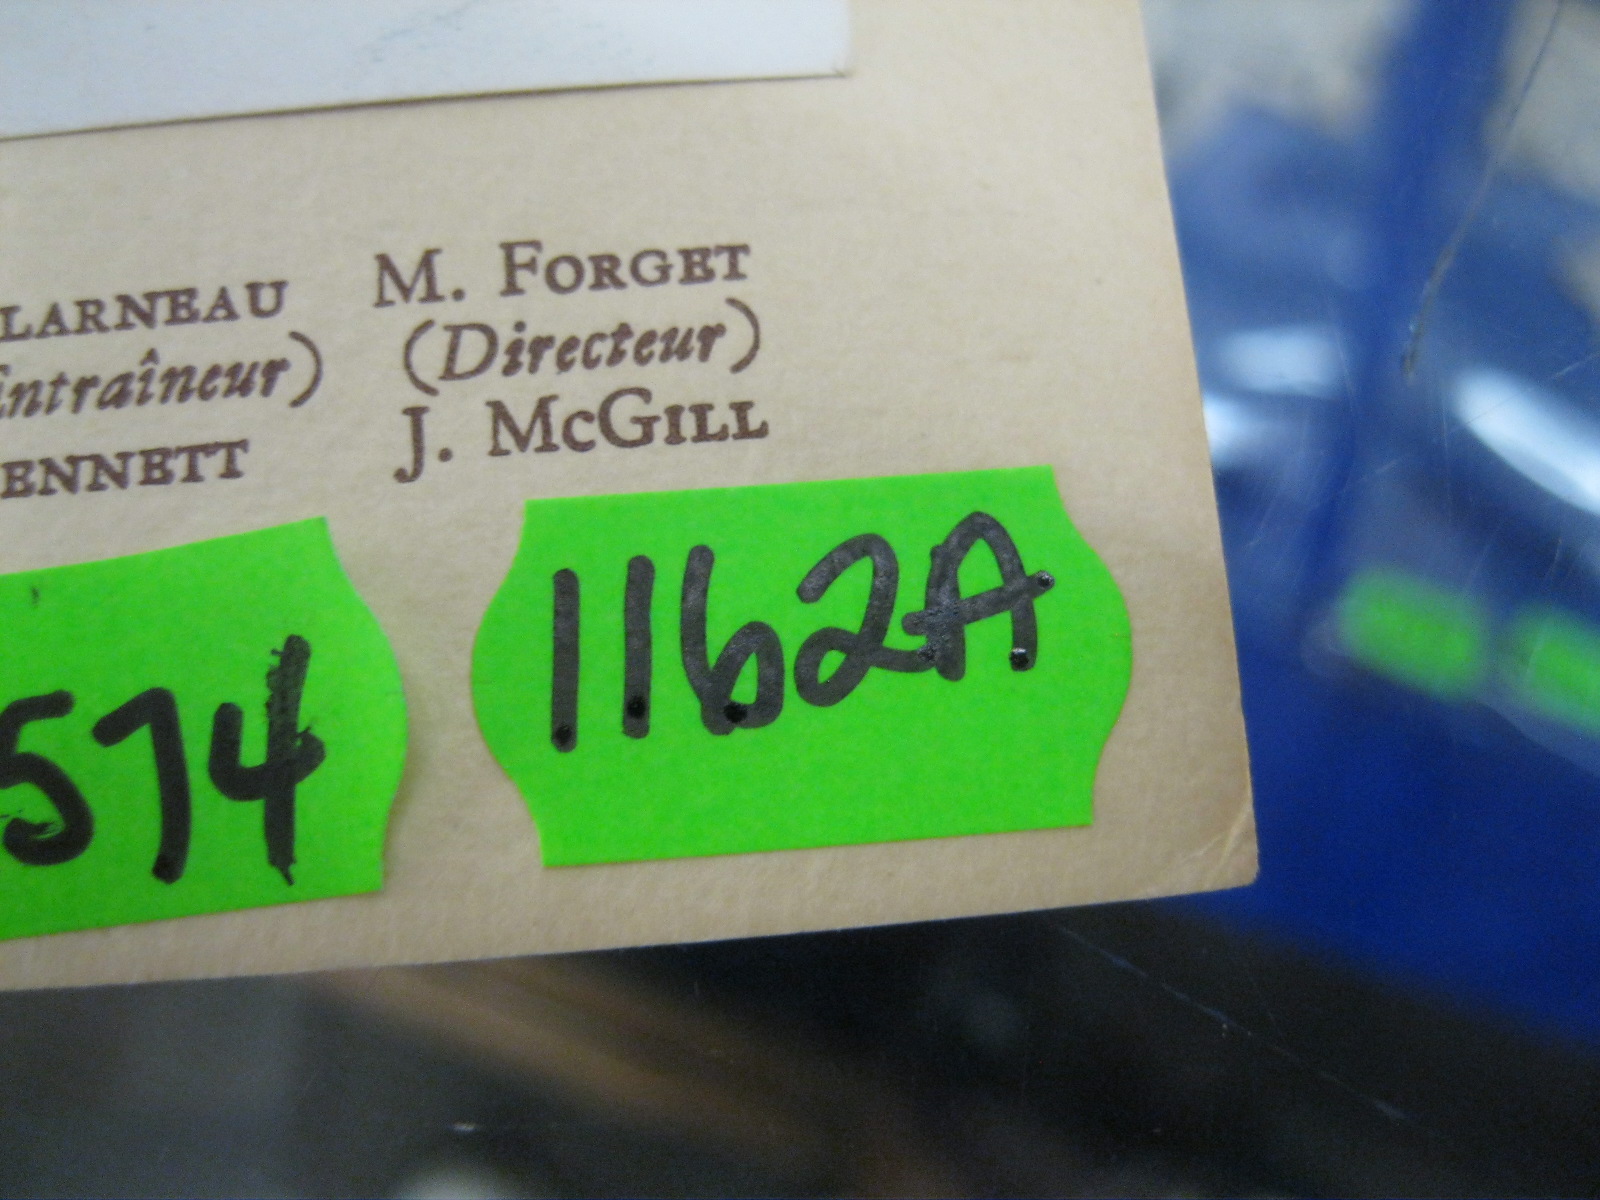 LARNEAU M. FORGET
ntraîneur) (Directeur)
ENNETT J. MCGILL
574 1162A